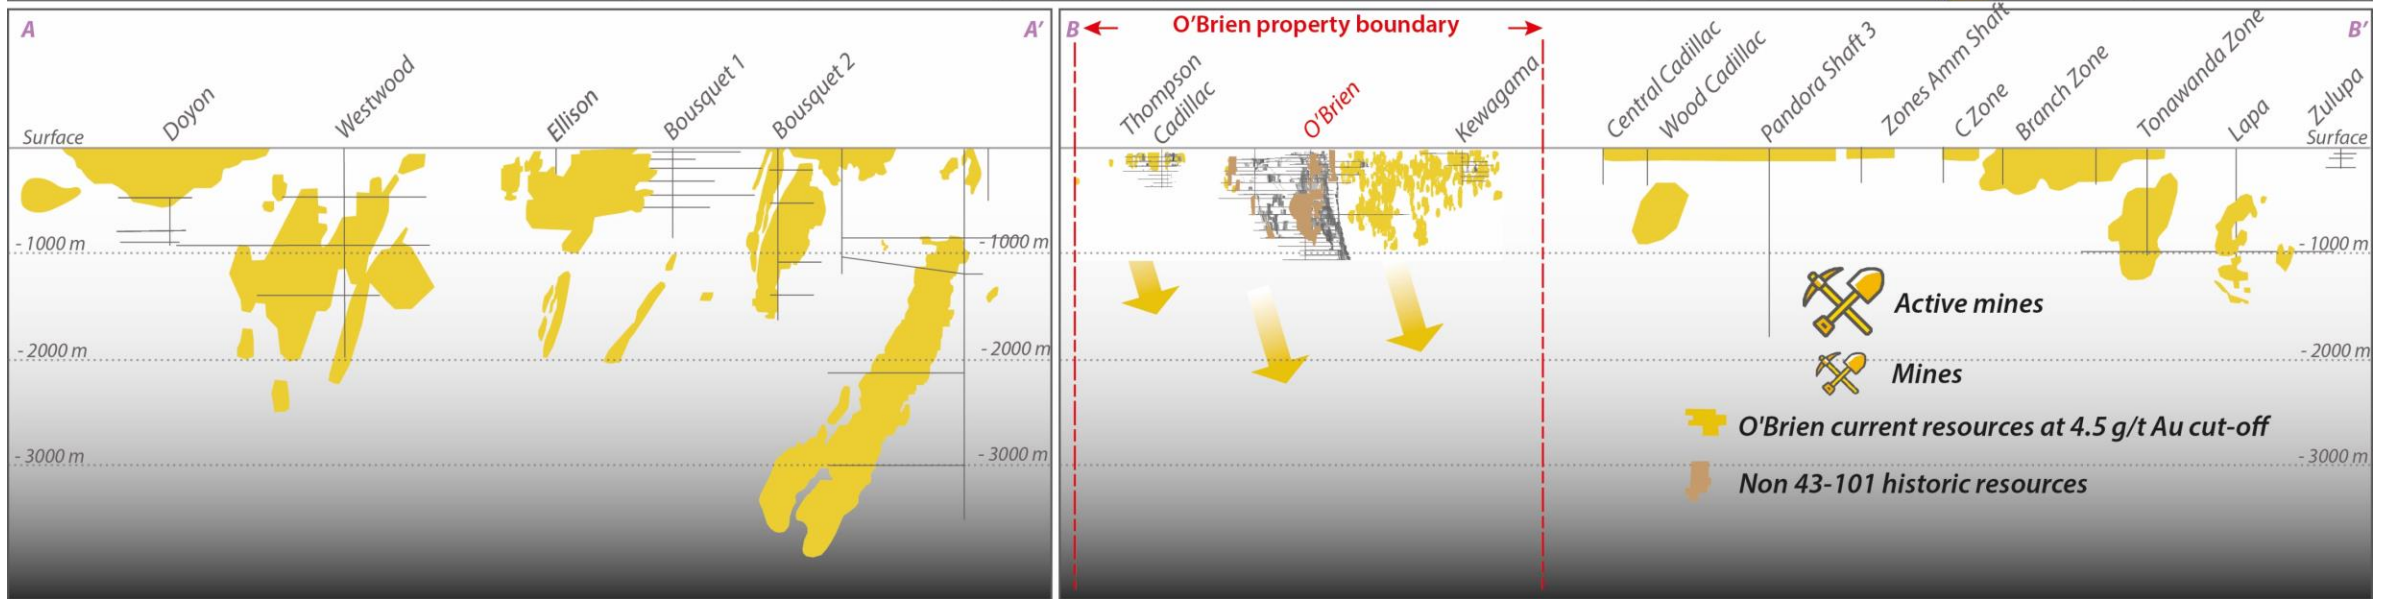 A
A’
B
O’Brien property boundary
B’
Doyon
Westwood
Ellison
Bousquet 1
Bousquet 2
Thompson
Cadillac
O’Brien
Kewagama
Central Cadillac
Wood Cadillac
Pandora Shaft 3
Zones Amm Shaft
C Zone
Branch Zone
Tonawanda Zone
Lapa
Zulupa
Surface
Surface
- 1000 m
- 1000 m
- 1000 m
- 2000 m
- 2000 m
- 2000 m
- 3000 m
- 3000 m
- 3000 m
Active mines
Mines
O'Brien current resources at 4.5 g/t Au cut-off
Non 43-101 historic resources